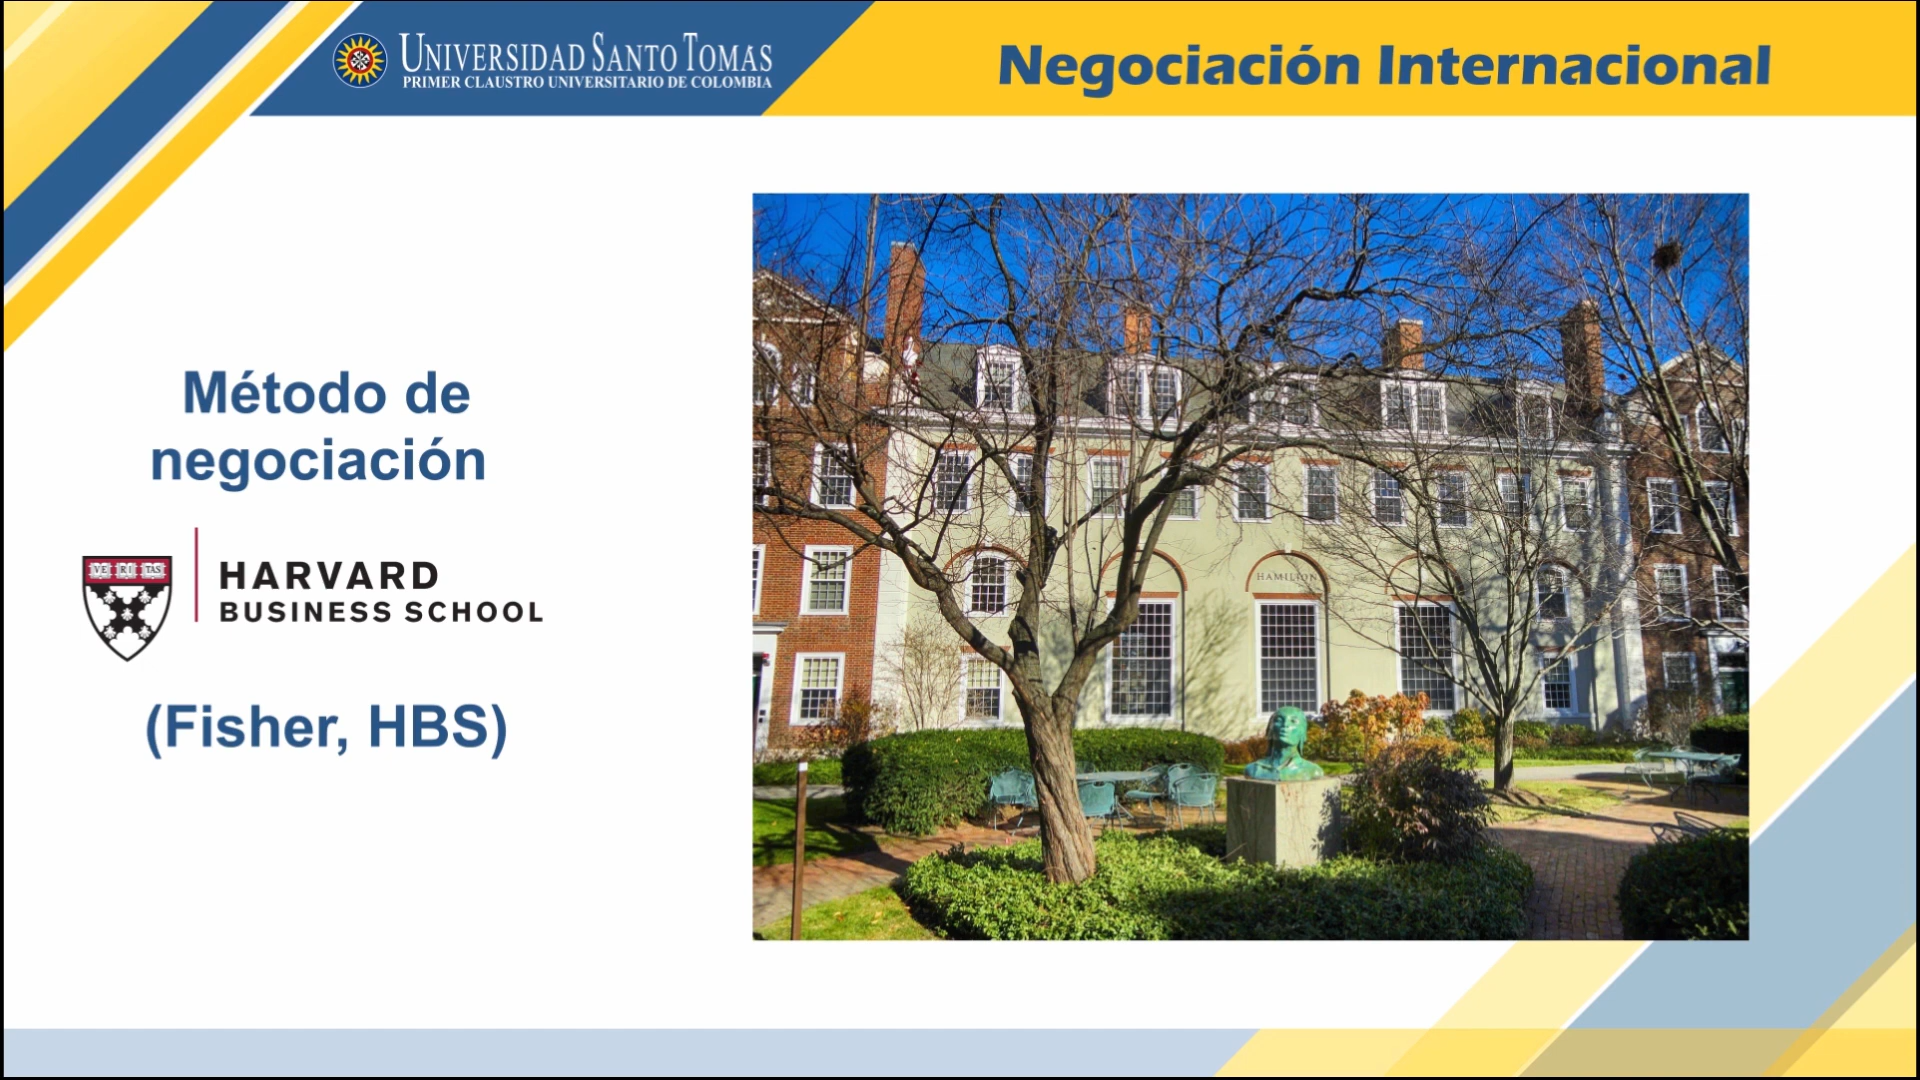 UNIVERSIDAD SANTO TOMAS
PRIMER CLAUSTRO UNIVERSITARIO DE COLOMBIA
Negociación Internacional
Método de
negociación
VE RI TAS
HARVARD
BUSINESS SCHOOL
(Fisher, HBS)
HAMILTON